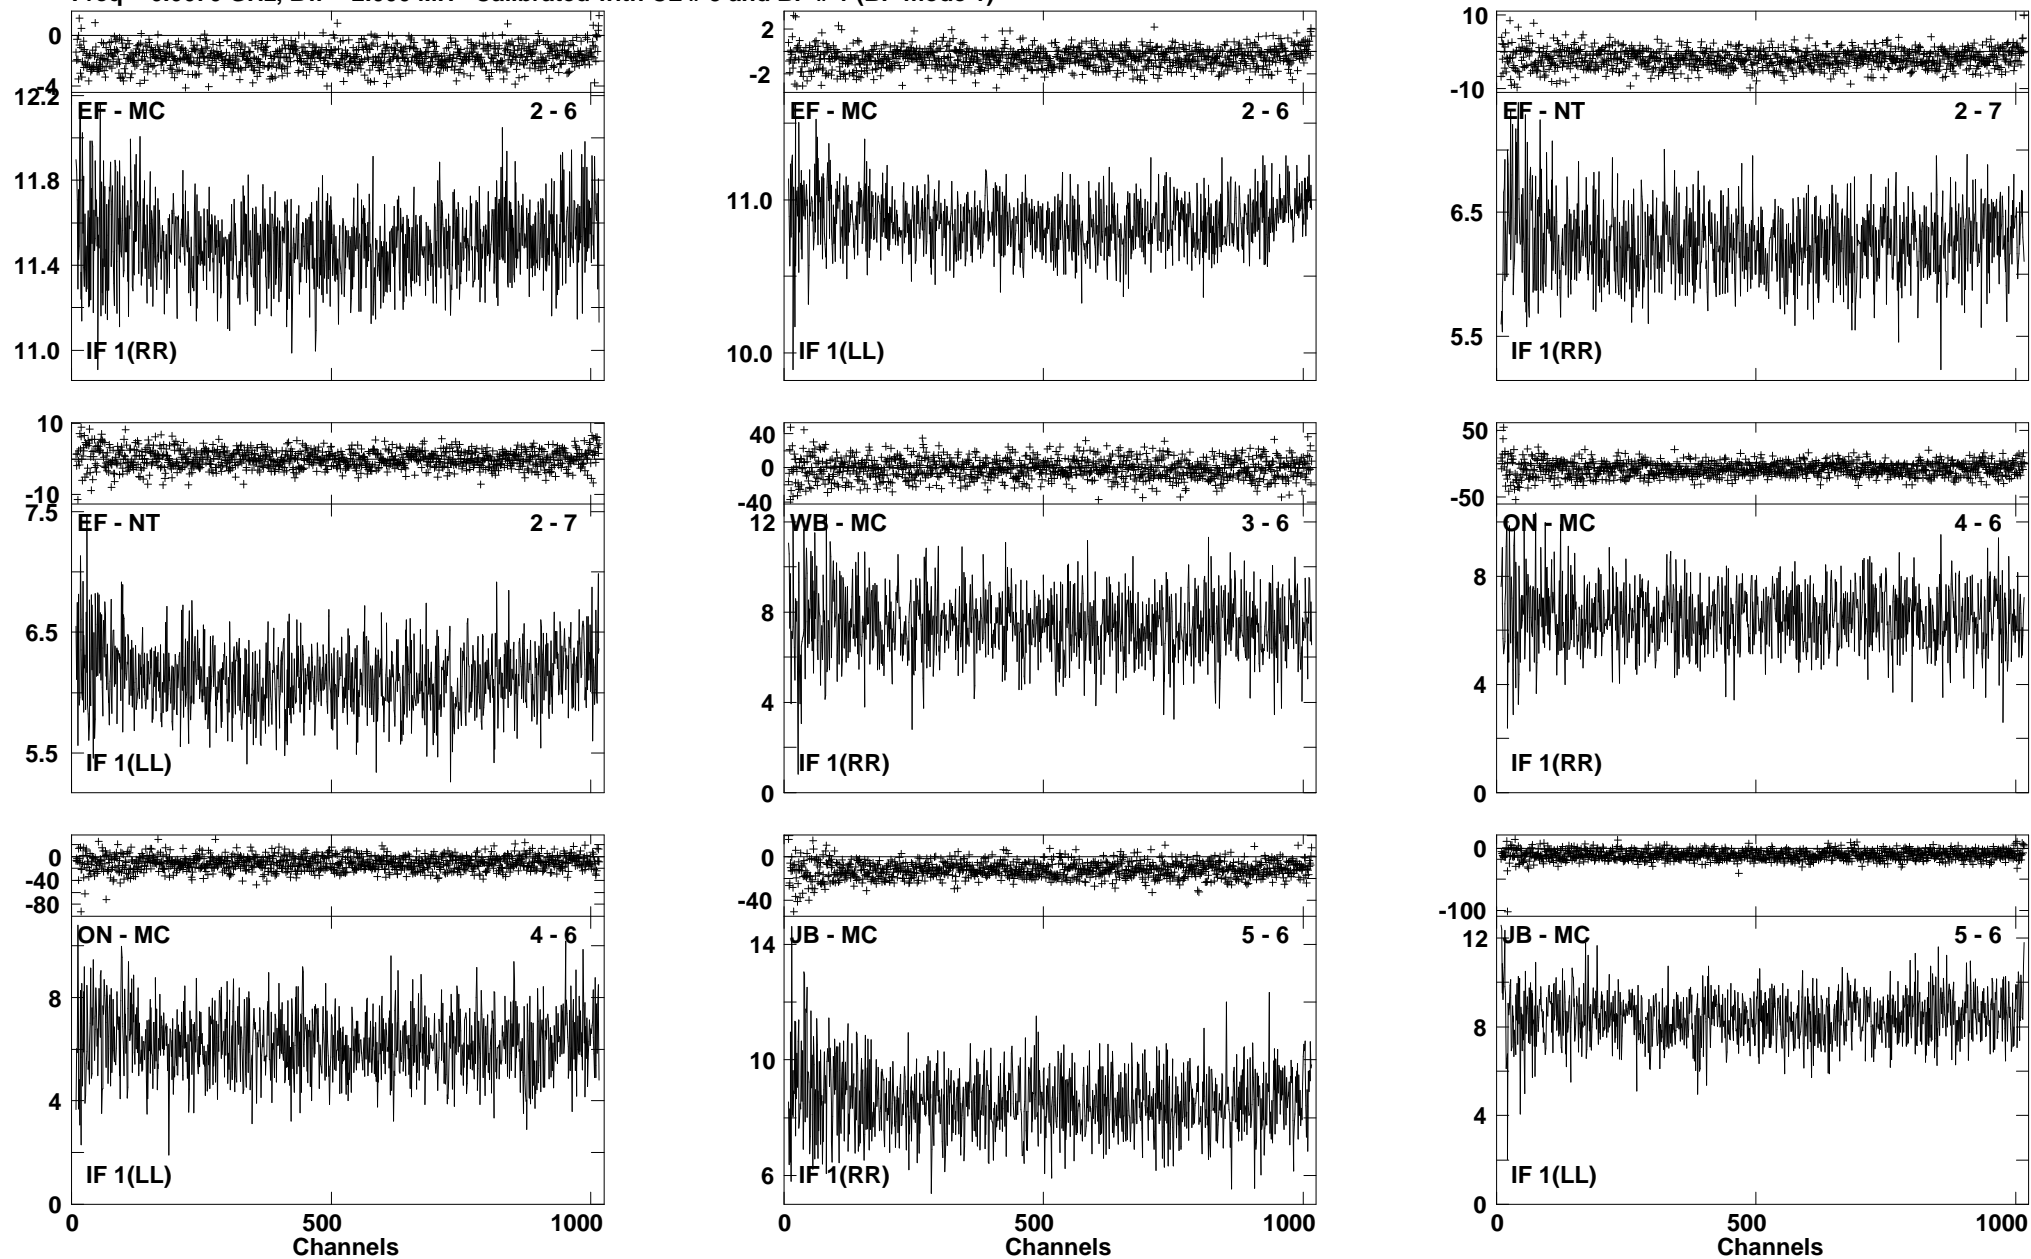 0
-4
12.2
11.8
11.4
11.0
EF - MC 2 - 6
IF 1(RR)
2
-2
11.0
10.0
EF - MC 2 - 6
IF 1(LL)
10
-10
6.5
5.5
EF - NT 2 - 7
IF 1(RR)
10
-10
7.5
6.5
5.5
EF - NT 2 - 7
IF 1(LL)
40
0
-40
12
8
4
0
WB - MC 3 - 6
IF 1(RR)
50
-50
8
4
0
ON - MC 4 - 6
IF 1(RR)
0
-40
-80
8
4
0
ON - MC 4 - 6
IF 1(LL)
0 500 1000
Channels
0
-40
14
10
6
JB - MC 5 - 6
IF 1(RR)
0 500 1000
Channels
0
-100
12
8
4
0
JB - MC 5 - 6
IF 1(LL)
0 500 1000
Channels